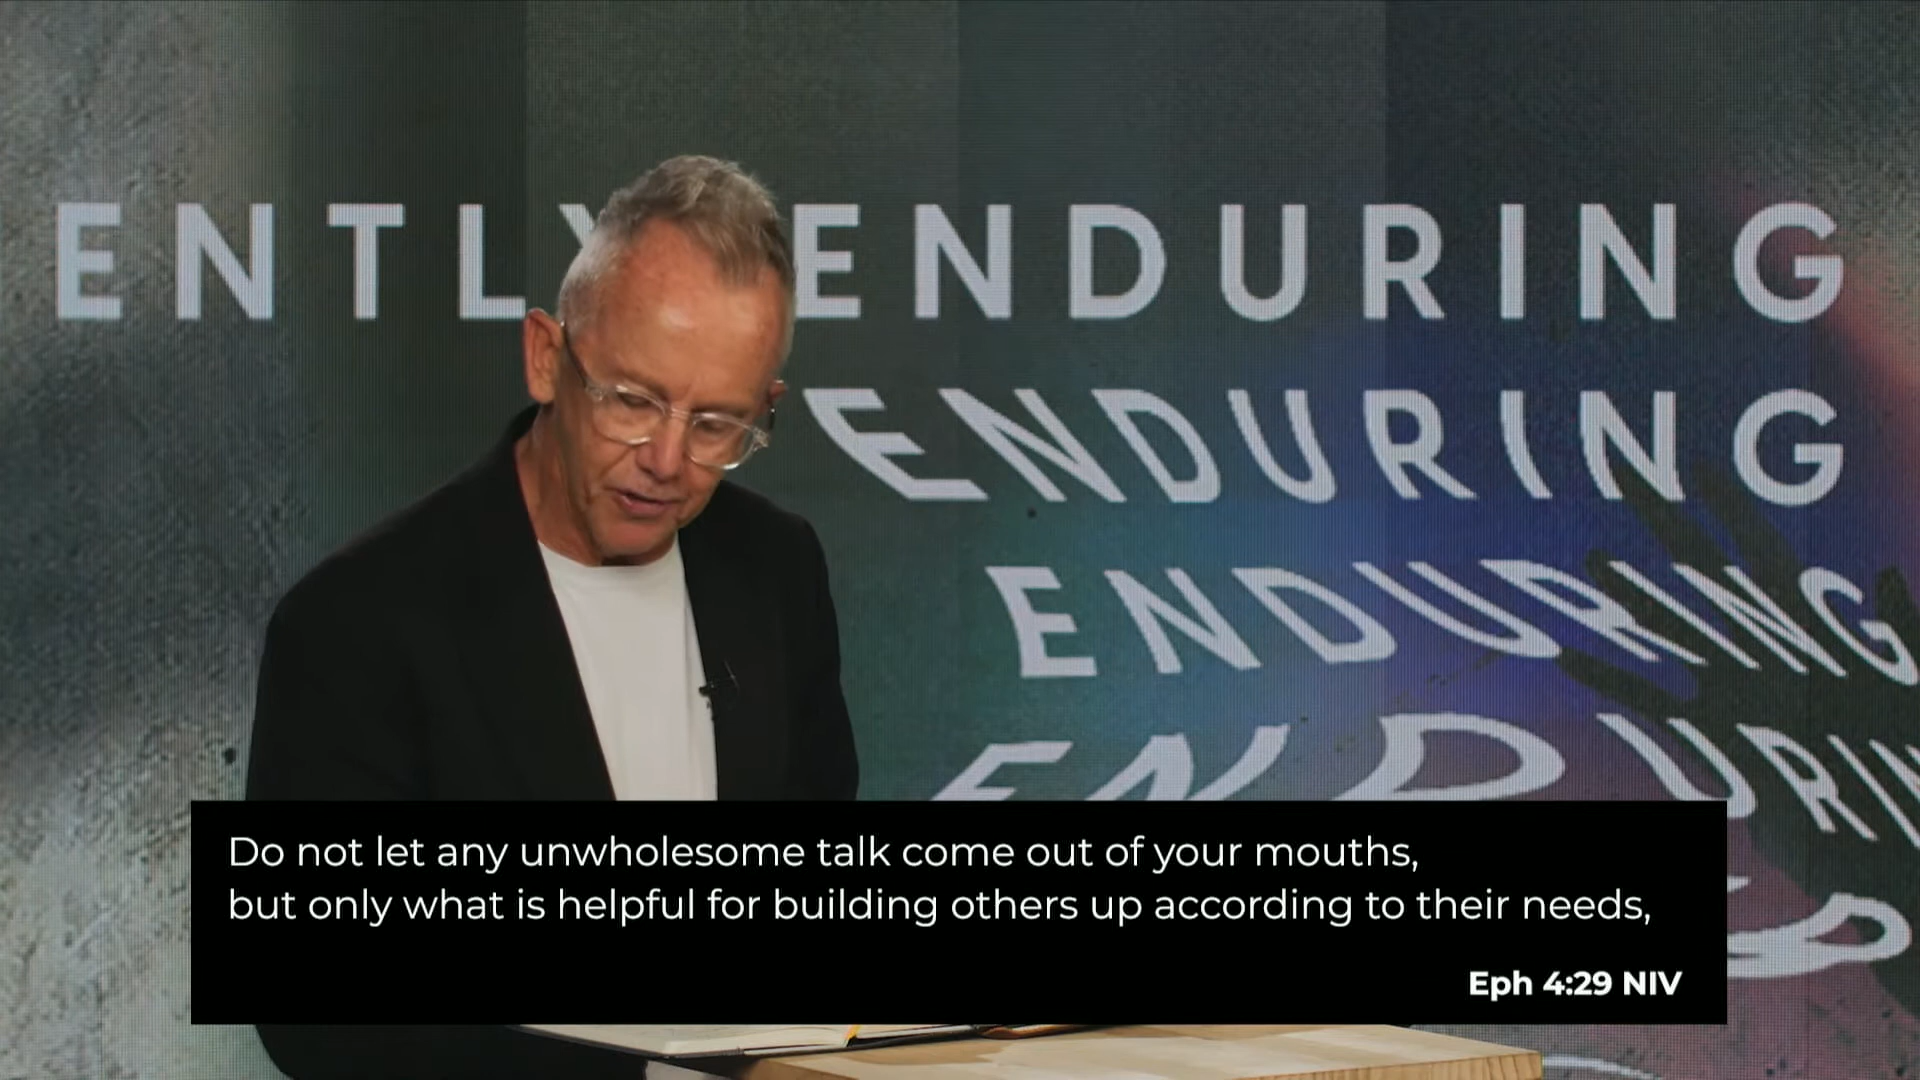 ENTLY ENDURING
ENDURING
ENDURING
ENDURIN
Do not let any unwholesome talk come out of your mouths,
but only what is helpful for building others up according to their needs,
Eph 4:29 NIV